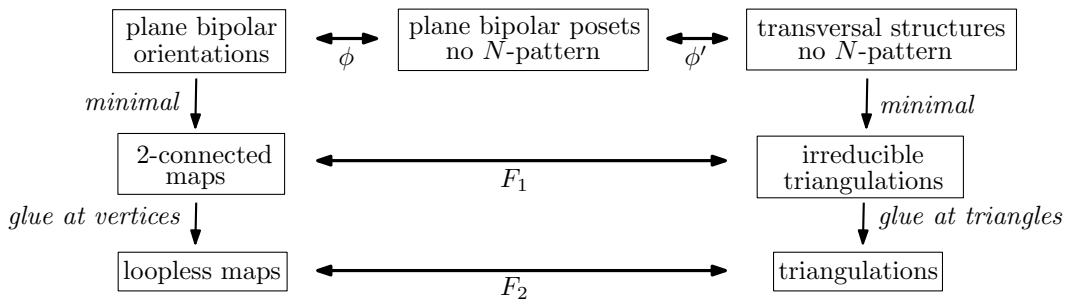 plane bipolar
orientations
ϕ
plane bipolar posets
no N-pattern
ϕ′
transversal structures
no N-pattern
minimal
minimal
2-connected
maps
F₁
irreducible
triangulations
glue at vertices
glue at triangles
loopless maps
F₂
triangulations